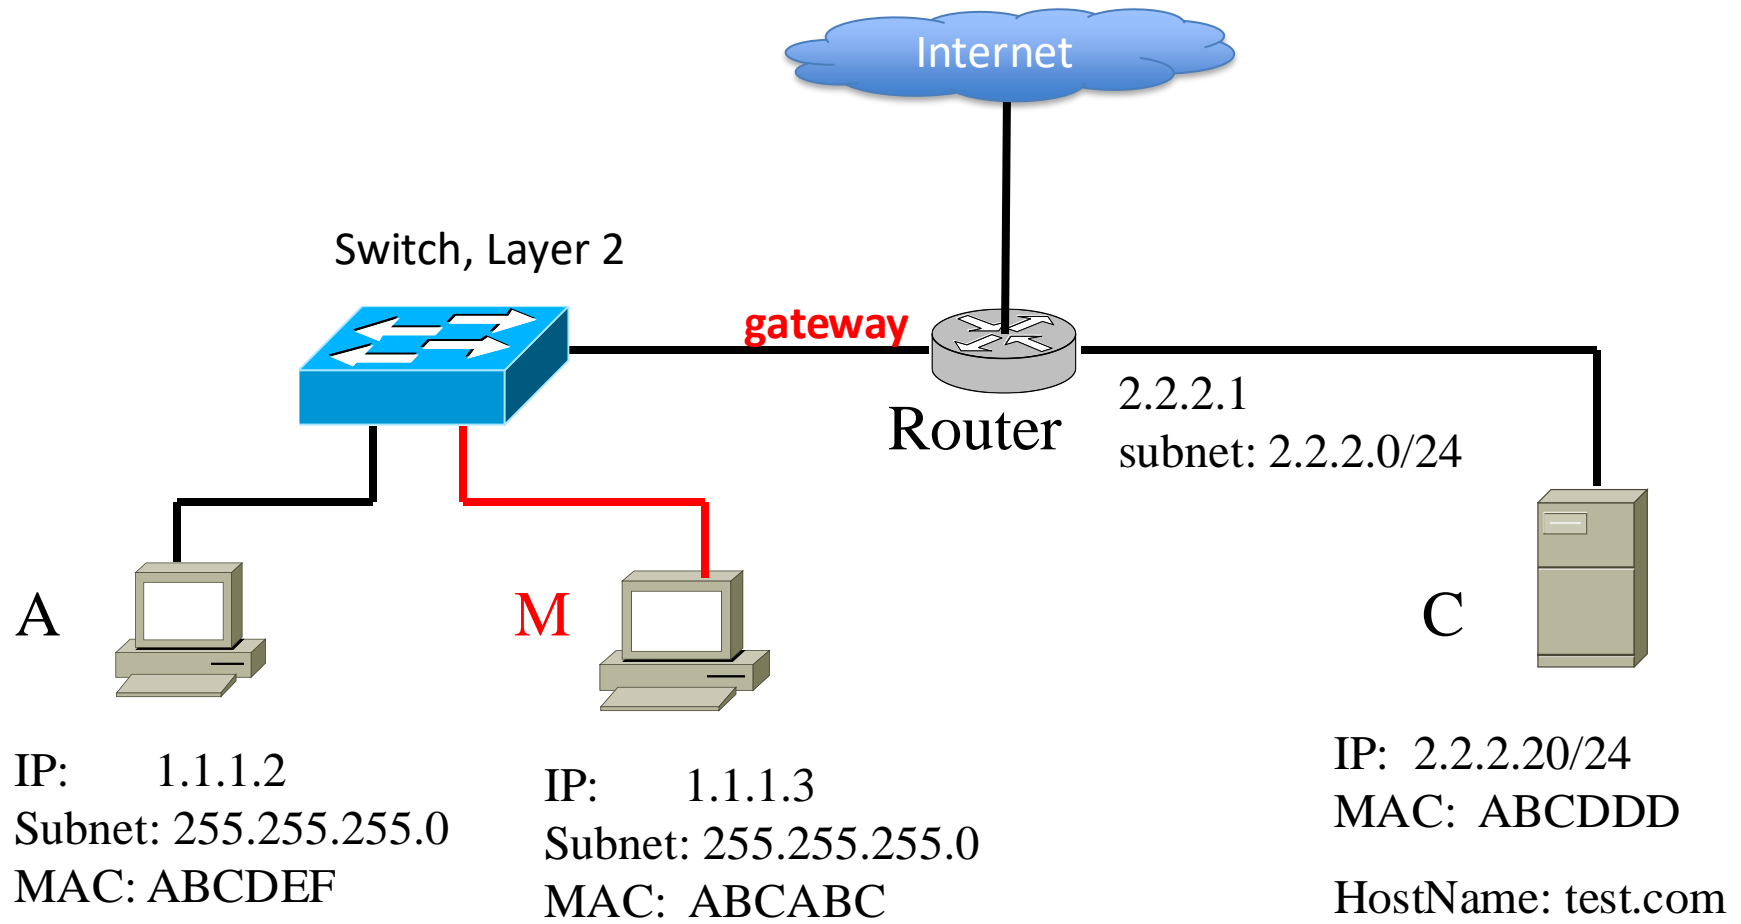 Internet
Switch, Layer 2
gateway
Router
2.2.2.1
subnet: 2.2.2.0/24
A
M
C
IP: 1.1.1.2
Subnet: 255.255.255.0
MAC: ABCDEF
IP: 1.1.1.3
Subnet: 255.255.255.0
MAC: ABCABC
IP: 2.2.2.20/24
MAC: ABCDDD
HostName: test.com